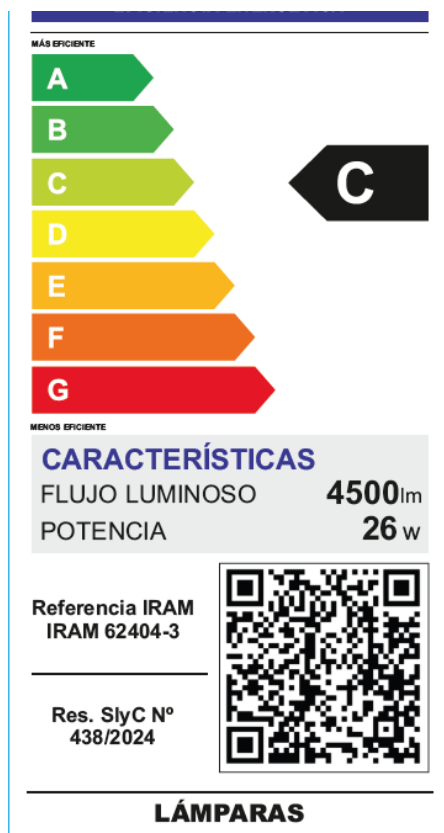 MÁS EFICIENTE
A
B
C
C
D
E
F
G
MENOS EFICIENTE
CARACTERÍSTICAS
FLUJO LUMINOSO 4500lm
POTENCIA 26 w
Referencia IRAM
IRAM 62404-3
Res. SIyC Nº
438/2024
LÁMPARAS